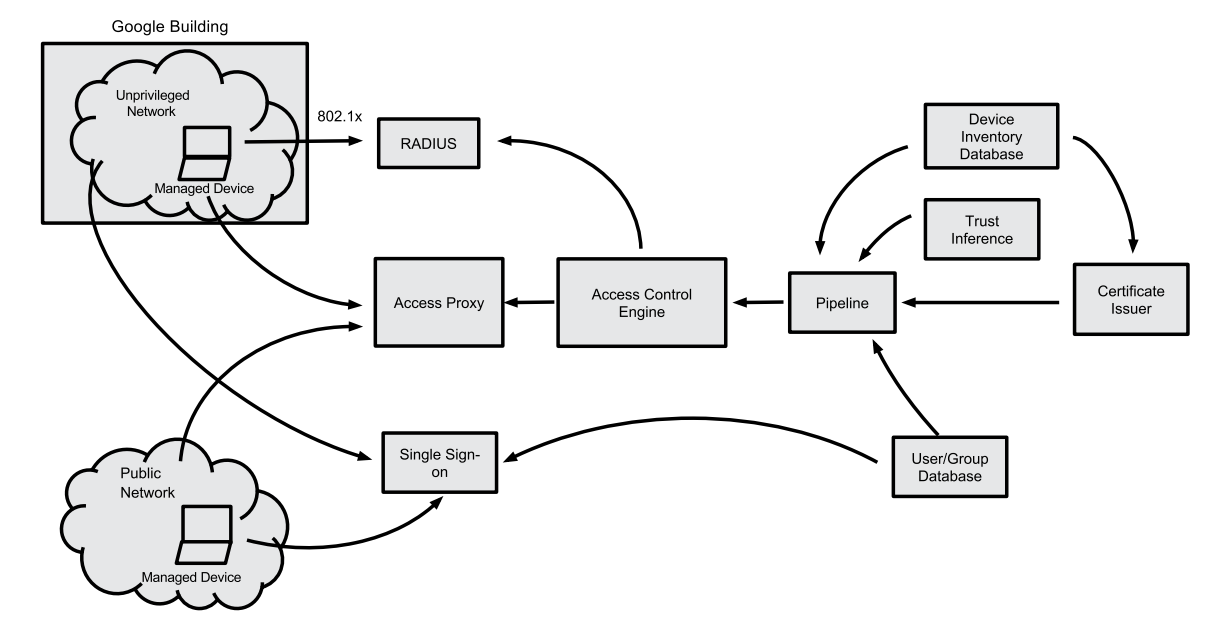 Google Building
Unprivileged
Network
Managed Device
802.1x
RADIUS
Device
Inventory
Database
Trust
Inference
Access Proxy
Access Control
Engine
Pipeline
Certificate
Issuer
Public
Network
Managed Device
Single Sign-
on
User/Group
Database